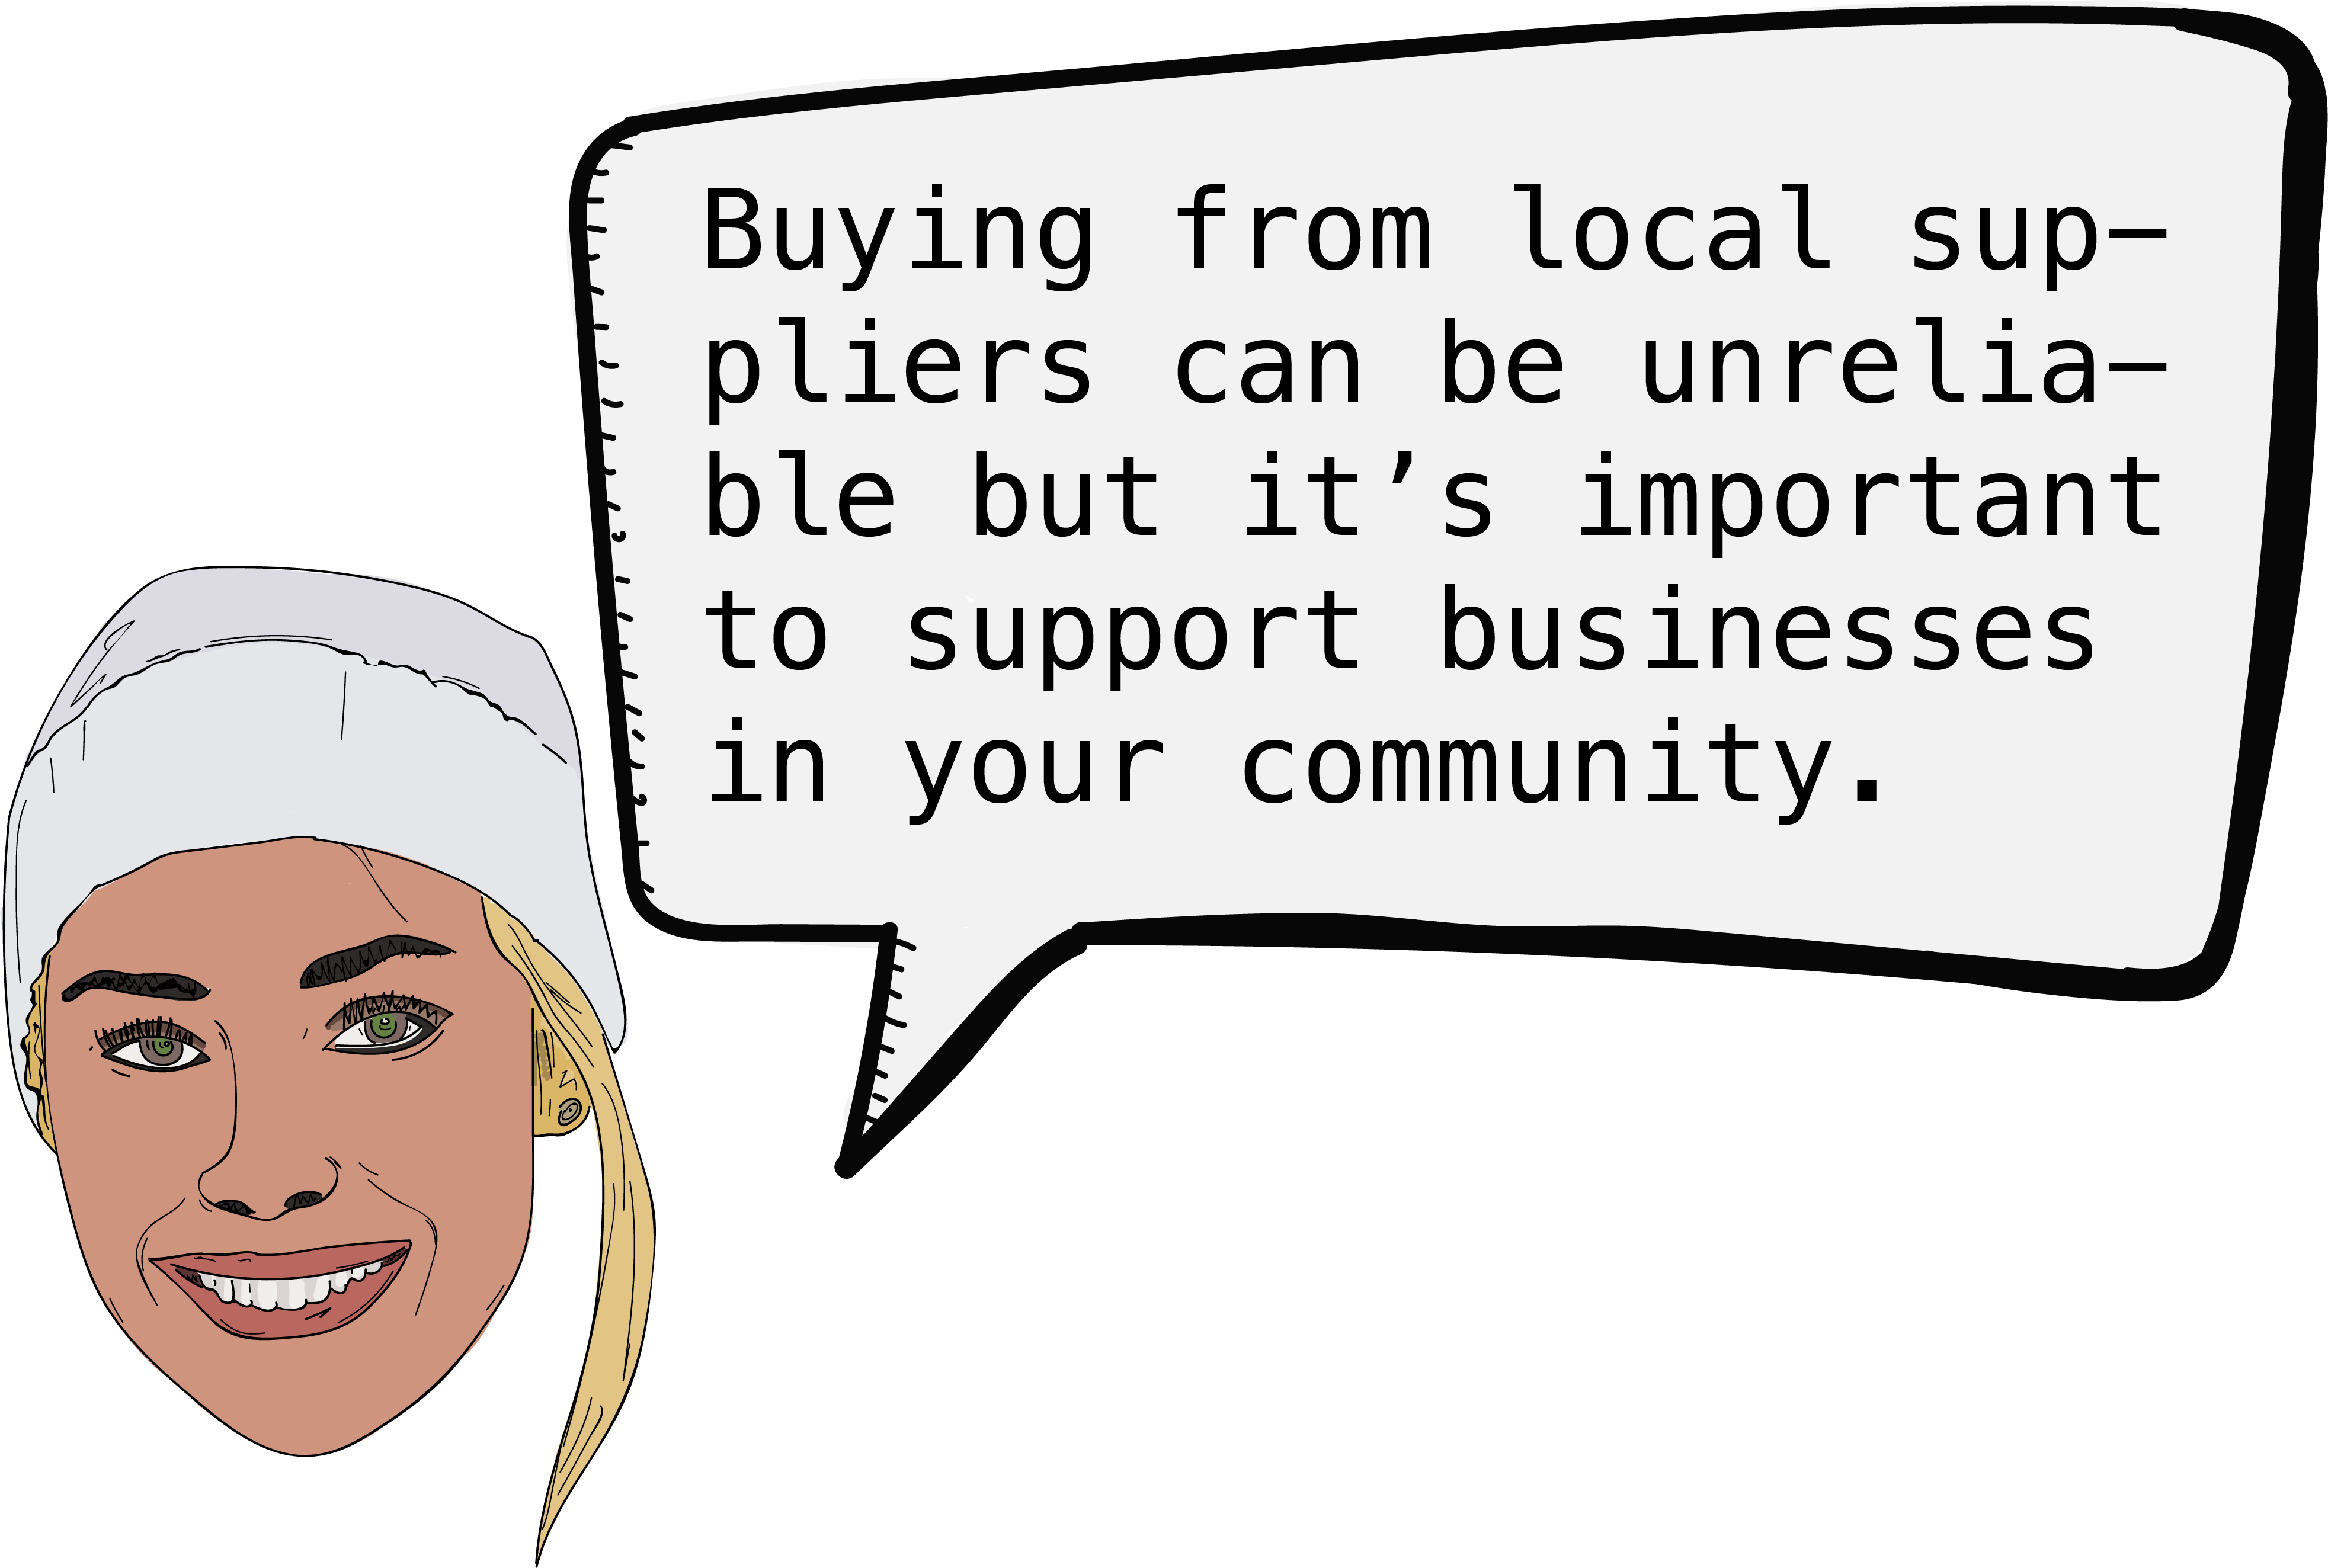 Buying from local sup-
pliers can be unrelia-
ble but it’s important
to support businesses
in your community.